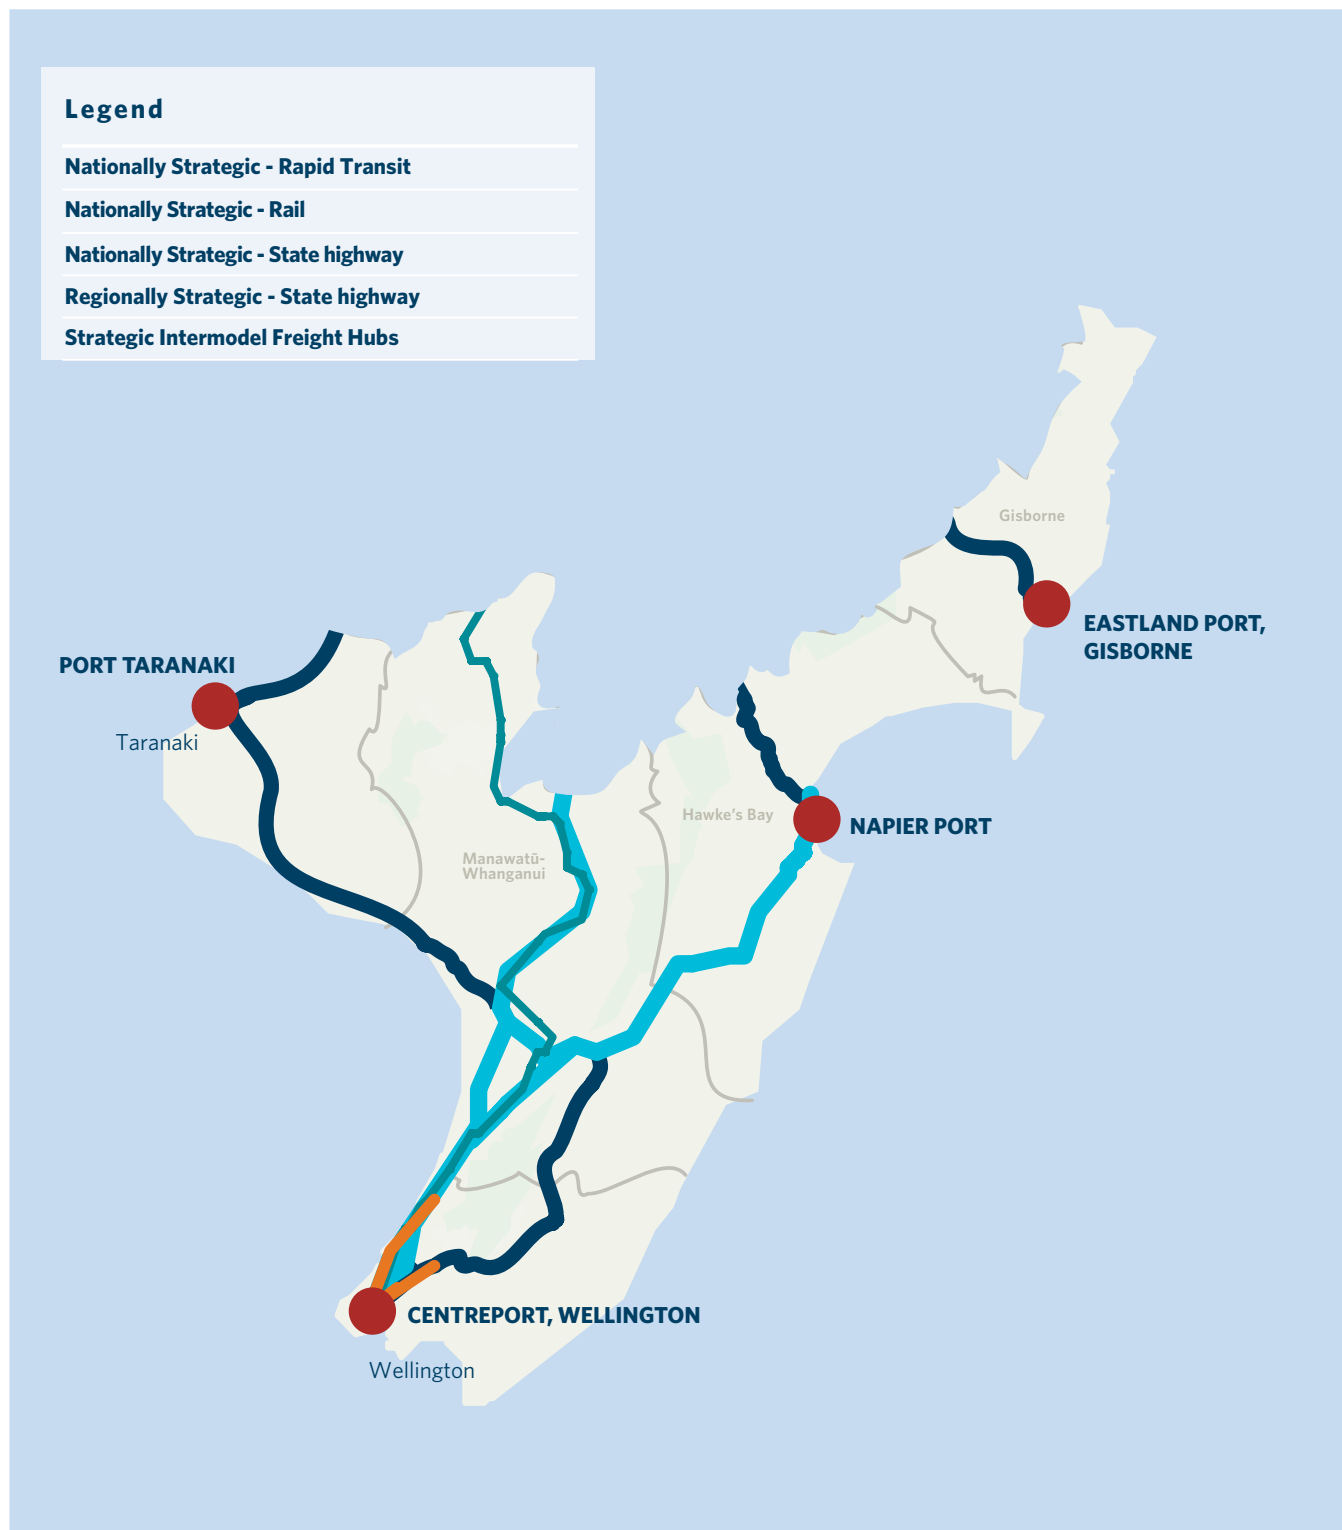 Legend
Nationally Strategic - Rapid Transit
Nationally Strategic - Rail
Nationally Strategic - State highway
Regionally Strategic - State highway
Strategic Intermodel Freight Hubs
Gisborne
EASTLAND PORT,
GISBORNE
PORT TARANAKI
Taranaki
Hawke's Bay
NAPIER PORT
Manawatū-
Whanganui
CENTREPORT, WELLINGTON
Wellington